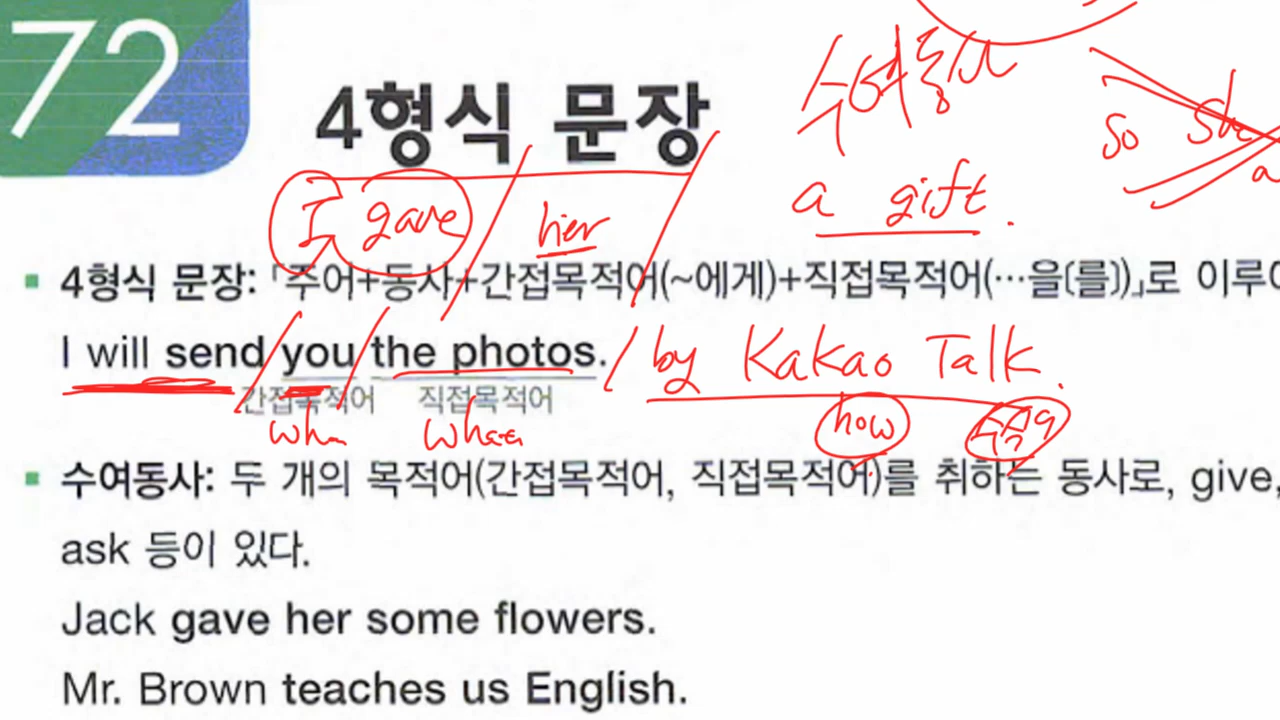 72
4형식 문장
수여동사
so she
I gave her a gift.
4형식 문장: 「주어+동사+간접목적어(~에게)+직접목적어(…을(를))」로
I will send you the photos. by Kakao Talk.
간접목적어 직접목적어
what how
수여동사: 두 개의 목적어(간접목적어, 직접목적어)를 취하는 동사로, give,
ask 등이 있다.
Jack gave her some flowers.
Mr. Brown teaches us English.